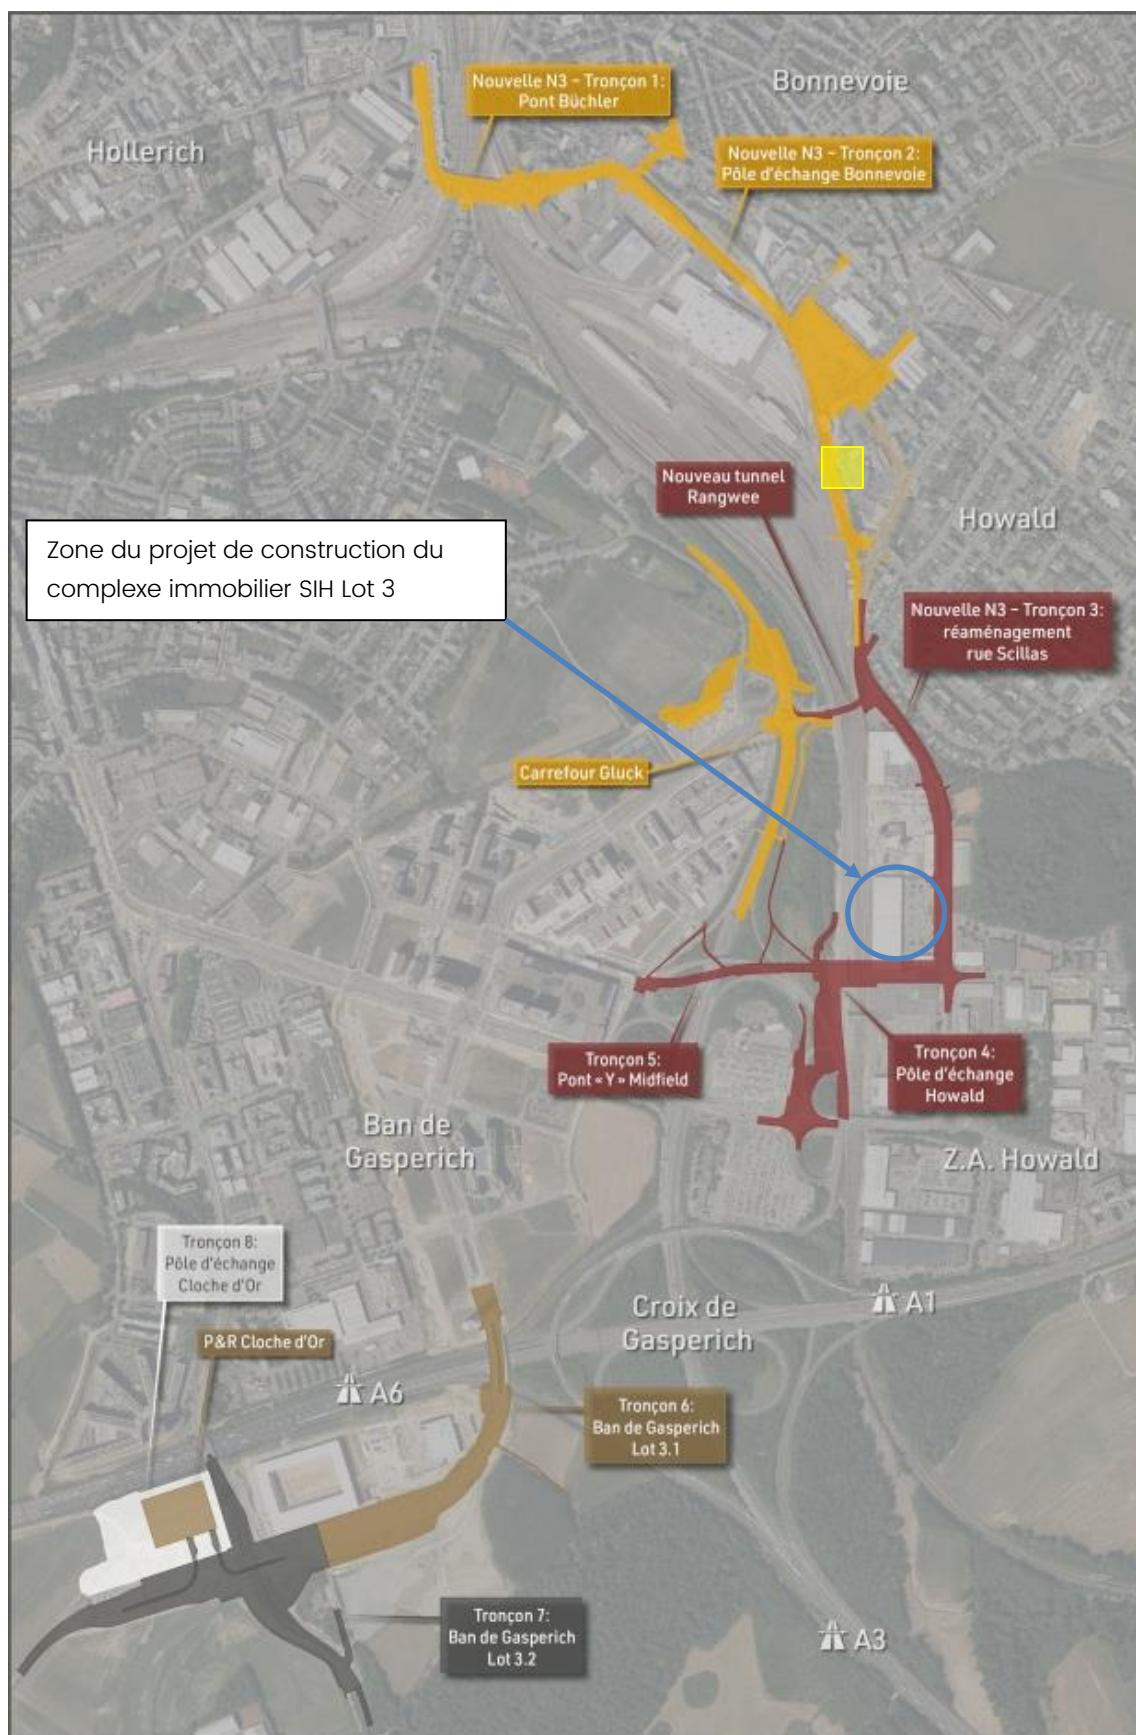 Nouvelle N3 – Tronçon 1:
Pont Büchler
Bonnevoie
Hollerich
Nouvelle N3 – Tronçon 2:
Pôle d'échange Bonnevoie
Nouveau tunnel
Rangwee
Howald
Zone du projet de construction du
complexe immobilier SIH Lot 3
Nouvelle N3 – Tronçon 3:
réaménagement
rue Scillas
Carrefour Gluck
Tronçon 5:
Pont « Y » Midfield
Tronçon 4:
Pôle d'échange
Howald
Ban de
Gasperich
Z.A. Howald
Tronçon 8:
Pôle d'échange
Cloche d'Or
Croix de
Gasperich
A1
P&R Cloche d'Or
A6
Tronçon 6:
Ban de Gasperich
Lot 3.1
Tronçon 7:
Ban de Gasperich
Lot 3.2
A3